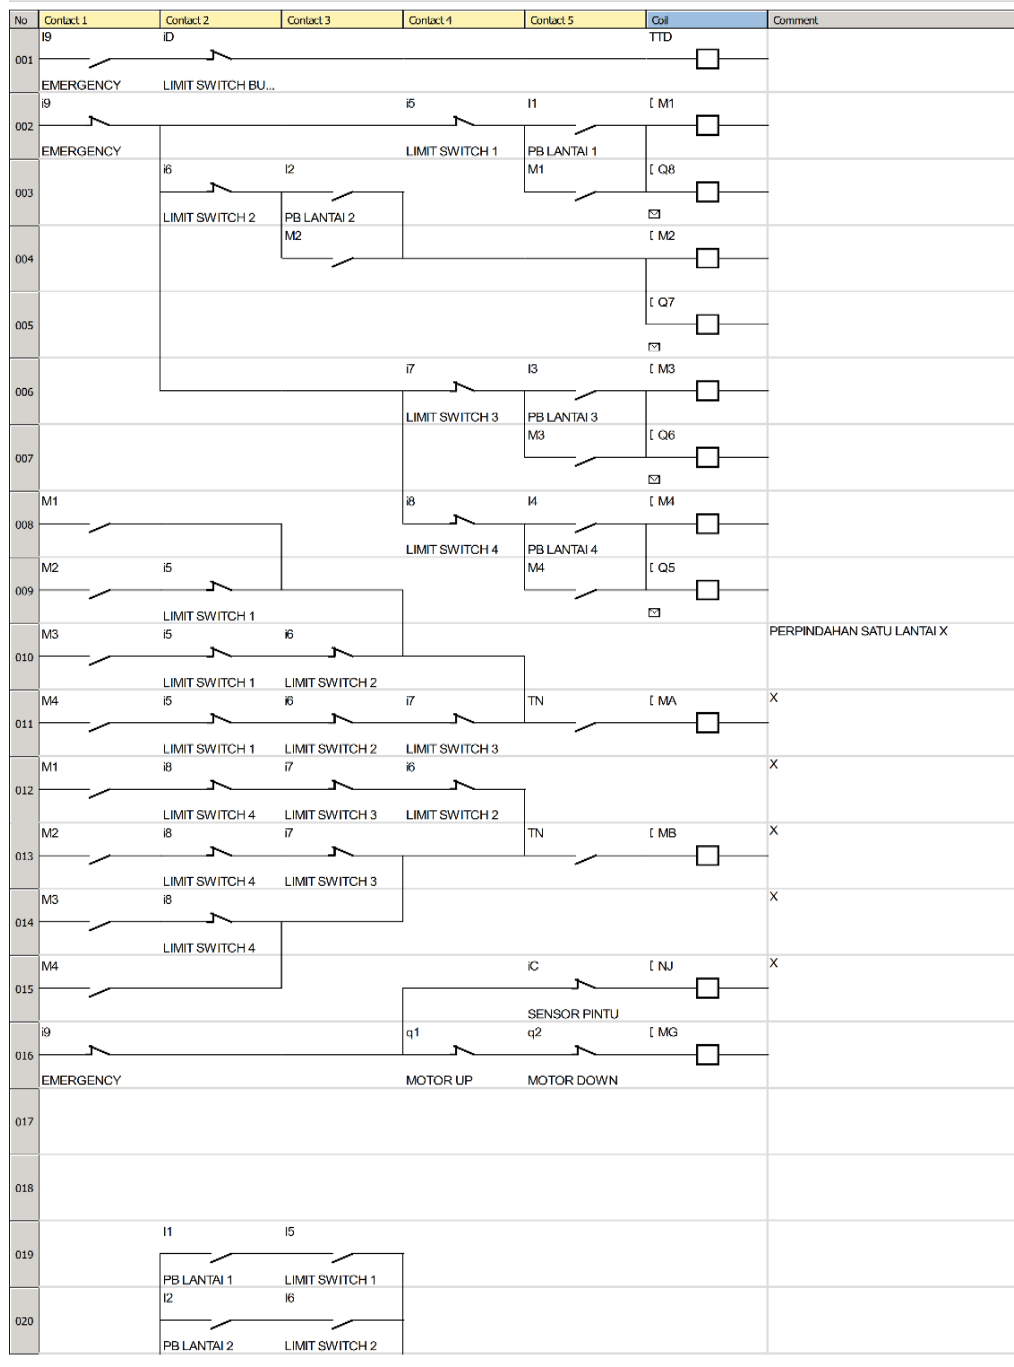 No Contact 1 Contact 2 Contact 3 Contact 4 Contact 5 Coil Comment
I9 iD TTD
001
EMERGENCY LIMIT SWITCH BU...
i9 i5 I1 [ M1
002
EMERGENCY LIMIT SWITCH 1 PB LANTAI 1
i6 I2 M1 [ Q8
003
LIMIT SWITCH 2 PB LANTAI 2
M2 [ M2
004
[ Q7
005
i7 I3 [ M3
006
LIMIT SWITCH 3 PB LANTAI 3
M3 [ Q6
007
M1 i8 I4 [ M4
008
LIMIT SWITCH 4 PB LANTAI 4
M2 i5 M4 [ Q5
009
LIMIT SWITCH 1
M3 i5 i6 PERPINDAHAN SATU LANTAI X
010
LIMIT SWITCH 1 LIMIT SWITCH 2
M4 i5 i6 i7 TN [ MA X
011
LIMIT SWITCH 1 LIMIT SWITCH 2 LIMIT SWITCH 3
M1 i8 i7 i6 X
012
LIMIT SWITCH 4 LIMIT SWITCH 3 LIMIT SWITCH 2
M2 i8 i7 TN [ MB X
013
LIMIT SWITCH 4 LIMIT SWITCH 3
M3 i8 X
014
LIMIT SWITCH 4
M4 iC [ NJ X
015
SENSOR PINTU
i9 q1 q2 [ MG
016
EMERGENCY MOTOR UP MOTOR DOWN
017
018
I1 I5
019
PB LANTAI 1 LIMIT SWITCH 1
I2 I6
020
PB LANTAI 2 LIMIT SWITCH 2